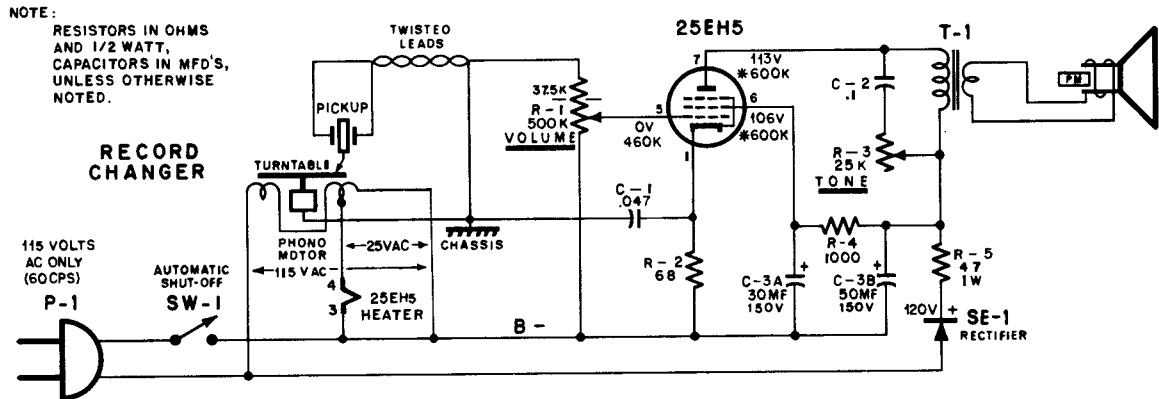 NOTE:
RESISTORS IN OHMS
AND 1/2 WATT,
CAPACITORS IN MFD'S,
UNLESS OTHERWISE
NOTED.
TWISTED
LEADS
25EH5
T-1
PICKUP
37.5K
R-1
500K
VOLUME
7
113V
*600K
5
0V
460K
6
106V
*600K
1
C-2
.1
PM
R-3
25K
TONE
RECORD
CHANGER
TURNTABLE
PHONO
MOTOR
25VAC
115 VAC
CHASSIS
C-1
.047
R-2
68
R-4
1000
C-3A
30MF
150V
C-3B
50MF
150V
R-5
47
1W
120V
+
+
+
SE-1
RECTIFIER
115 VOLTS
AC ONLY
(60CPS)
P-1
AUTOMATIC
SHUT-OFF
SW-1
4
3
25EH5
HEATER
B-